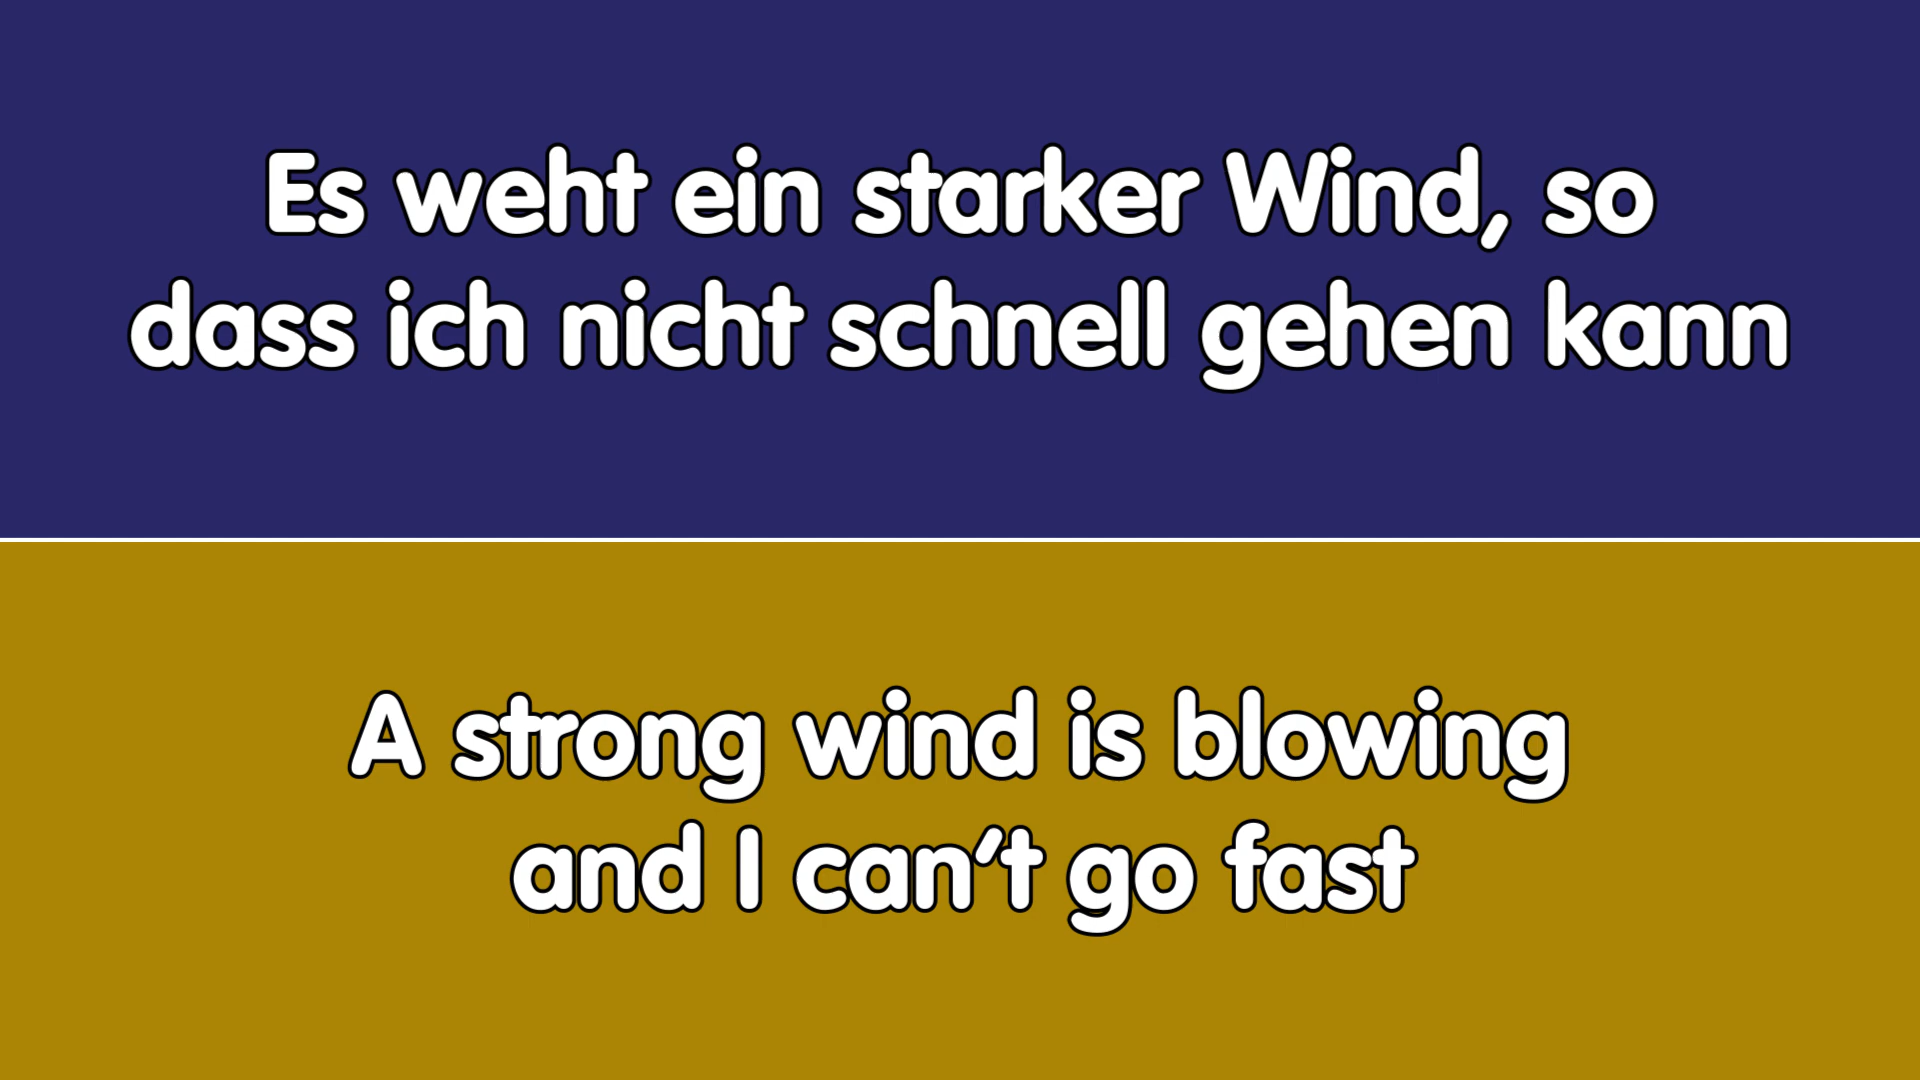 Es weht ein starker Wind, so
dass ich nicht schnell gehen kann
A strong wind is blowing
and I can't go fast